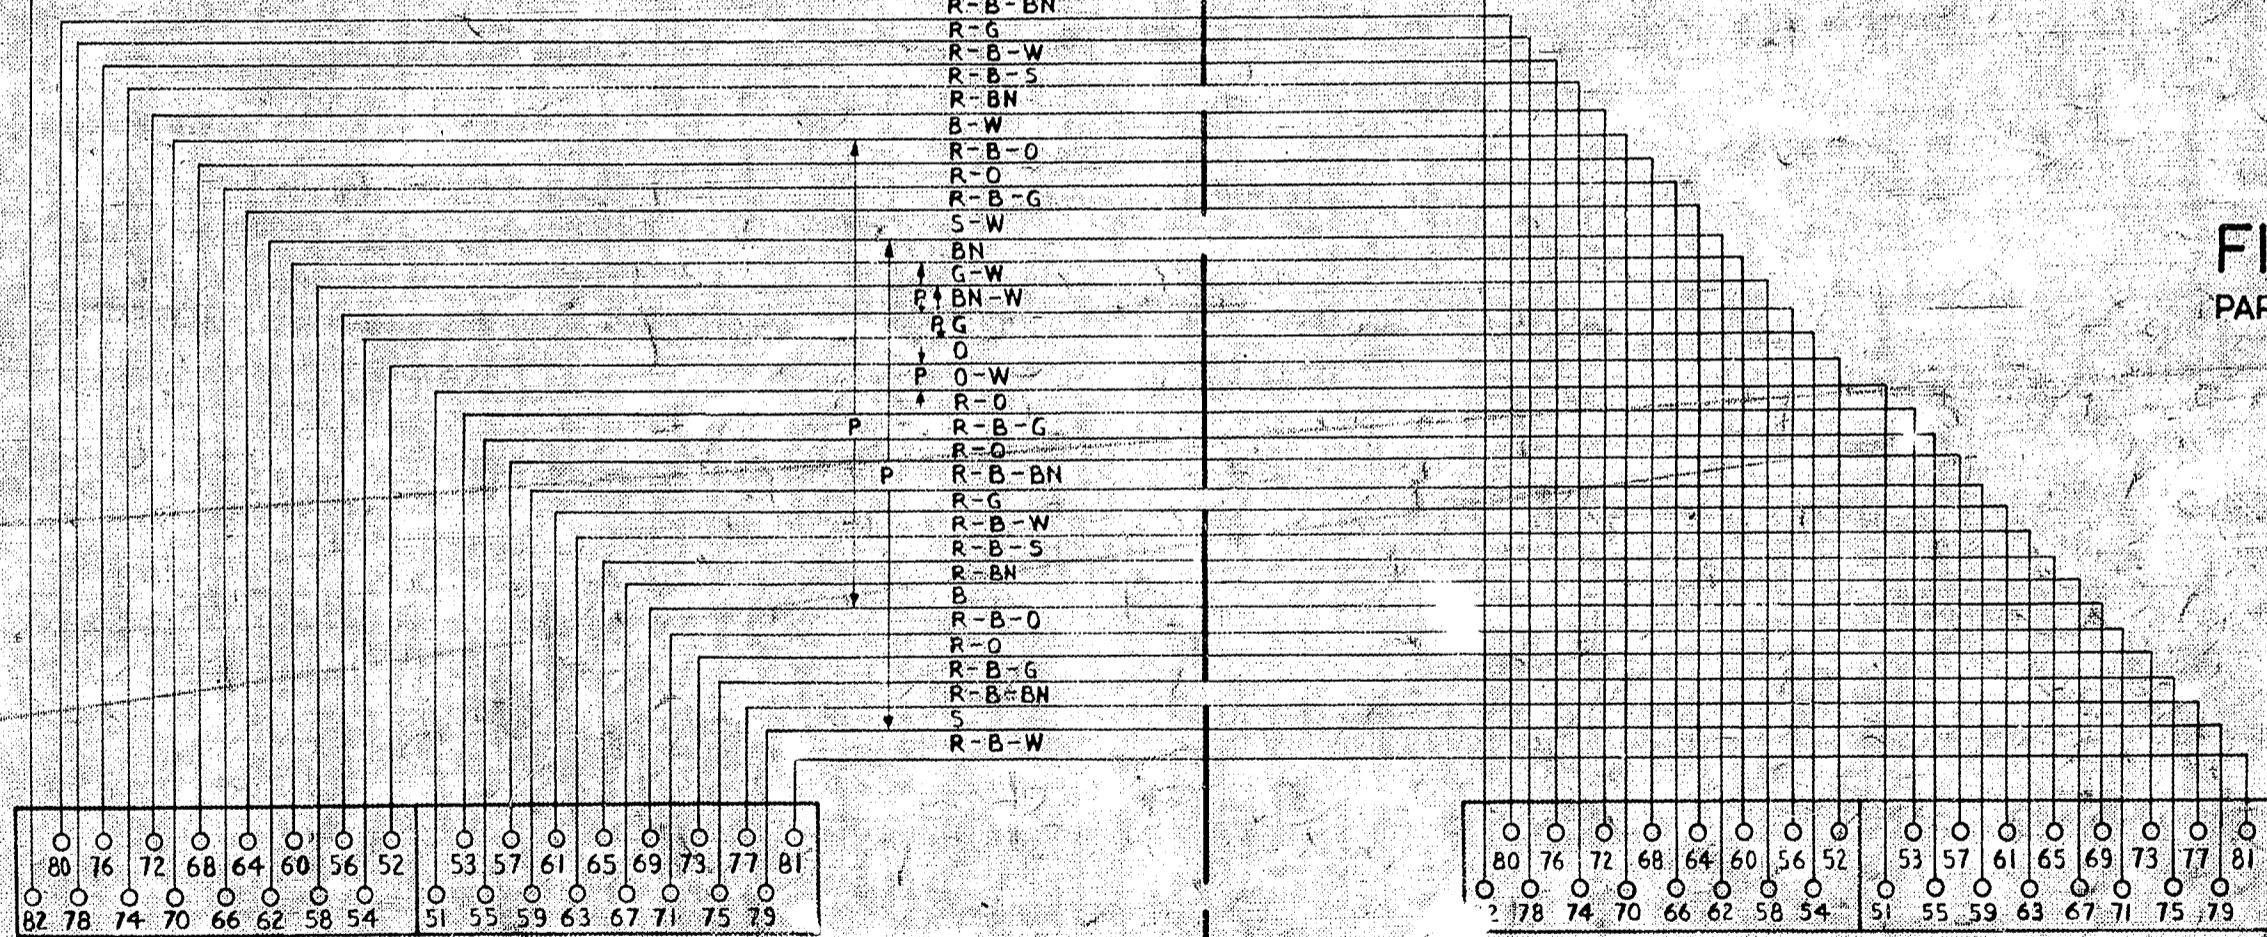 R-B-BN
R-G
R-B-W
R-B-S
R-BN
B-W
R-B-O
R-O
R-B-G
S-W
BN
G-W
P BN-W
P G
O
P O-W
R-O
P R-B-G
R-O
P R-B-BN
R-G
R-B-W
R-B-S
R-BN
B
R-B-O
R-O
R-B-G
R-B-BN
S
R-B-W
80 76 72 68 64 60 56 52 53 57 61 65 69 73 77 81
82 78 74 70 66 62 58 54 51 55 59 63 67 71 75 79
80 76 72 68 64 60 56 52 53 57 61 65 69 73 77 81
78 74 70 66 62 58 54 51 55 59 63 67 71 75 79
FI
PAR